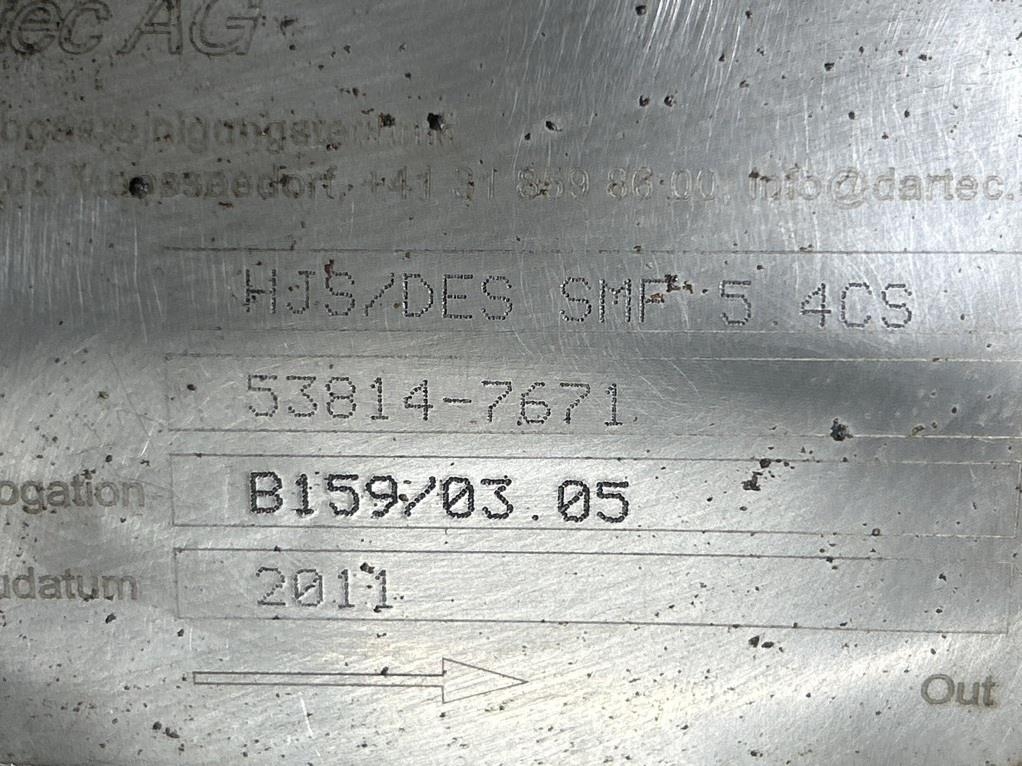 tec AG
+41 31 859 86 00, info@dartec.
HJS/DES SMF 5.4CS
53814-7671
ogation B159/03.05
udatum 2011
Out